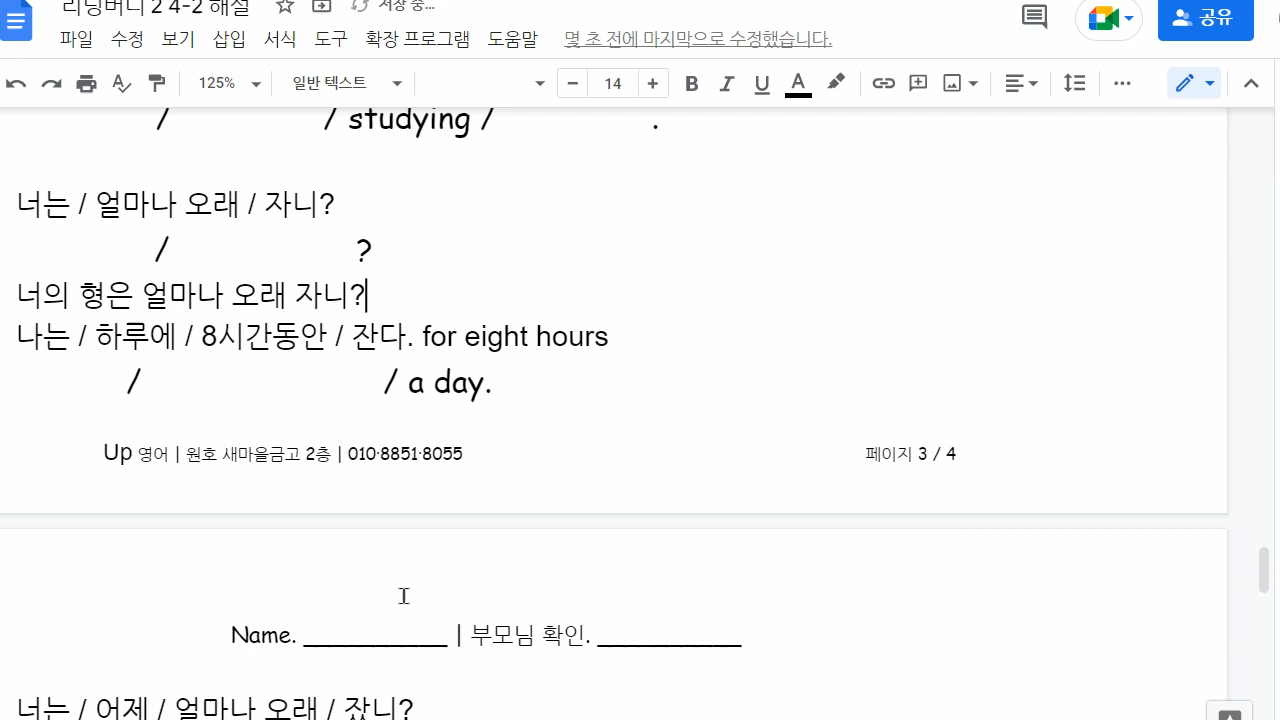 리딩버디 2 4-2 해설 저장 중…
파일 수정 보기 삽입 서식 도구 확장 프로그램 도움말 몇 초 전에 마지막으로 수정했습니다.
공유
125% 일반 텍스트 14 B I U A
/ / studying / .
너는 / 얼마나 오래 / 자니?
/ ?
너의 형은 얼마나 오래 자니?
나는 / 하루에 / 8시간동안 / 잔다. for eight hours
/ / a day.
Up 영어 | 원호 새마을금고 2층 | 010·8851·8055 페이지 3 / 4
Name. ___________ | 부모님 확인. ___________
너는 / 어제 / 얼마나 오래 / 잤니?